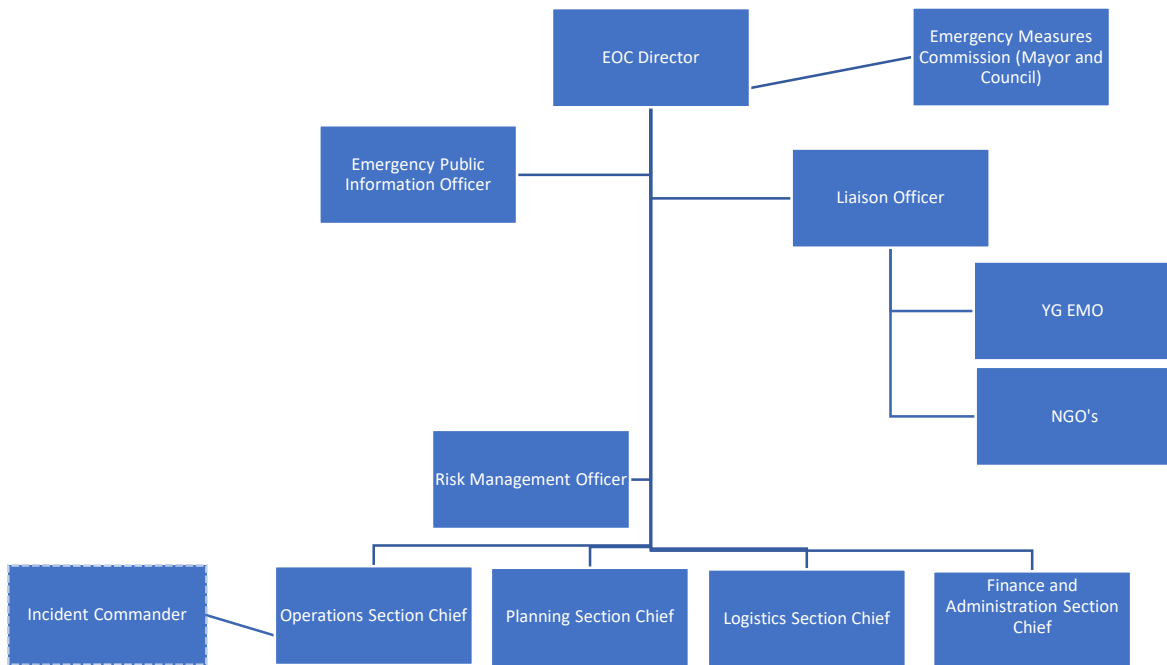 EOC Director
Emergency Measures
Commission (Mayor and
Council)
Emergency Public
Information Officer
Liaison Officer
YG EMO
NGO's
Risk Management Officer
Incident Commander
Operations Section Chief
Planning Section Chief
Logistics Section Chief
Finance and
Administration Section
Chief